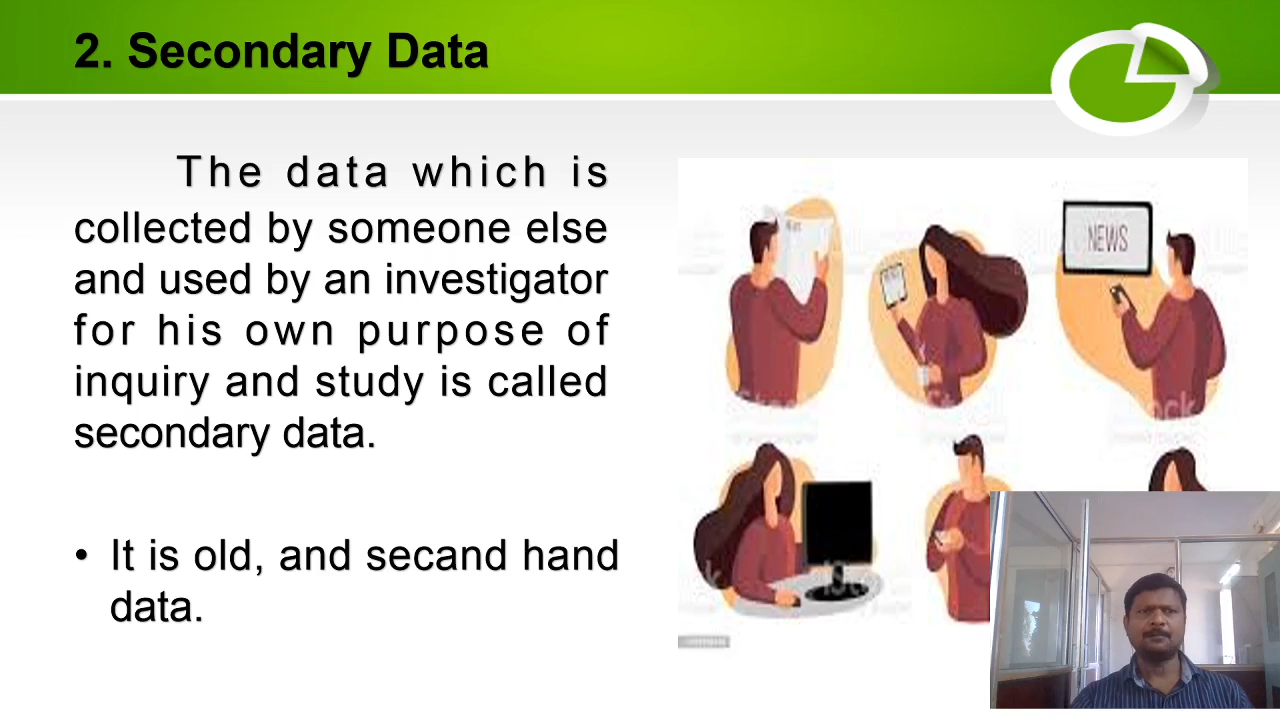 2. Secondary Data
The data which is
collected by someone else
and used by an investigator
for his own purpose of
inquiry and study is called
secondary data.
NEWS
• It is old, and secand hand
data.